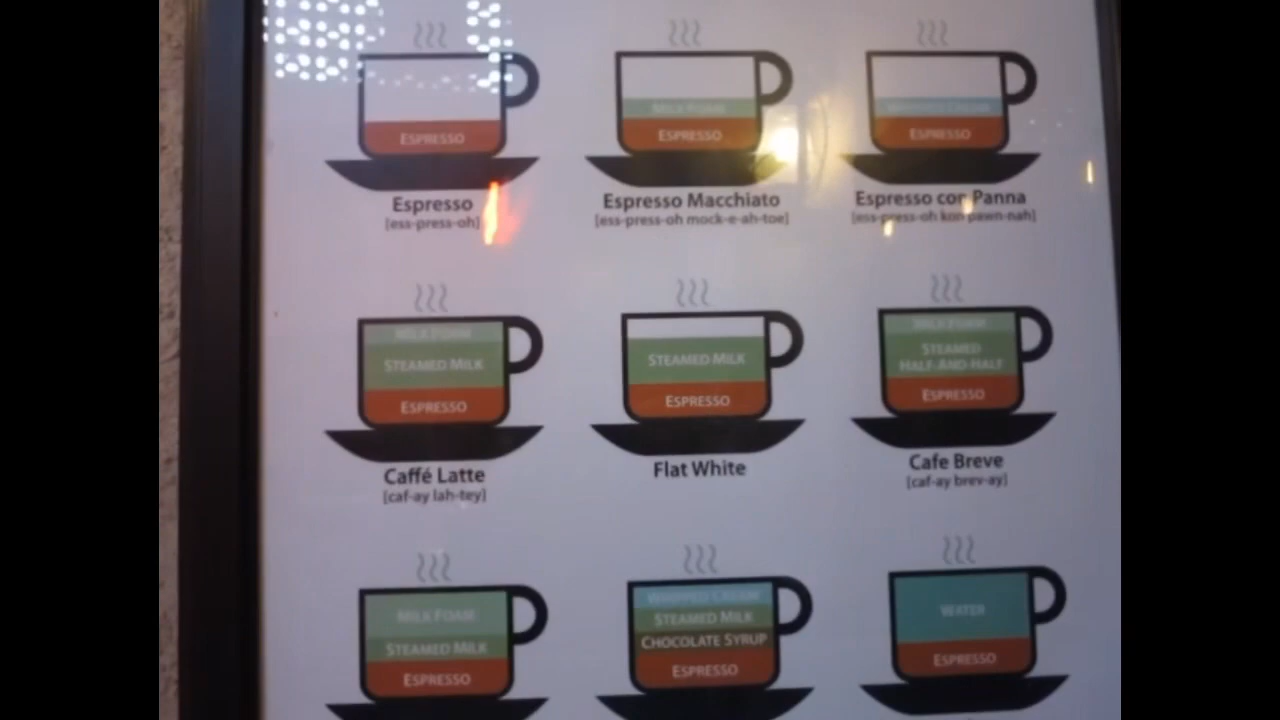 ESPRESSO
Espresso
[ess-press-oh]
MILK FOAM
ESPRESSO
Espresso Macchiato
[ess-press-oh mock-e-ah-toe]
WHIPPED CREAM
ESPRESSO
Espresso con Panna
[ess-press-oh kon pawn-nah]
MILK FOAM
STEAMED MILK
ESPRESSO
Caffé Latte
[caf-ay lah-tey]
STEAMED MILK
ESPRESSO
Flat White
MILK FOAM
STEAMED
HALF-AND-HALF
ESPRESSO
Cafe Breve
[caf-ay brev-ay]
MILK FOAM
STEAMED MILK
ESPRESSO
WHIPPED CREAM
STEAMED MILK
CHOCOLATE SYRUP
ESPRESSO
WATER
ESPRESSO